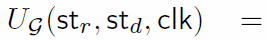 U_𝒢(st_r, st_d, clk) =